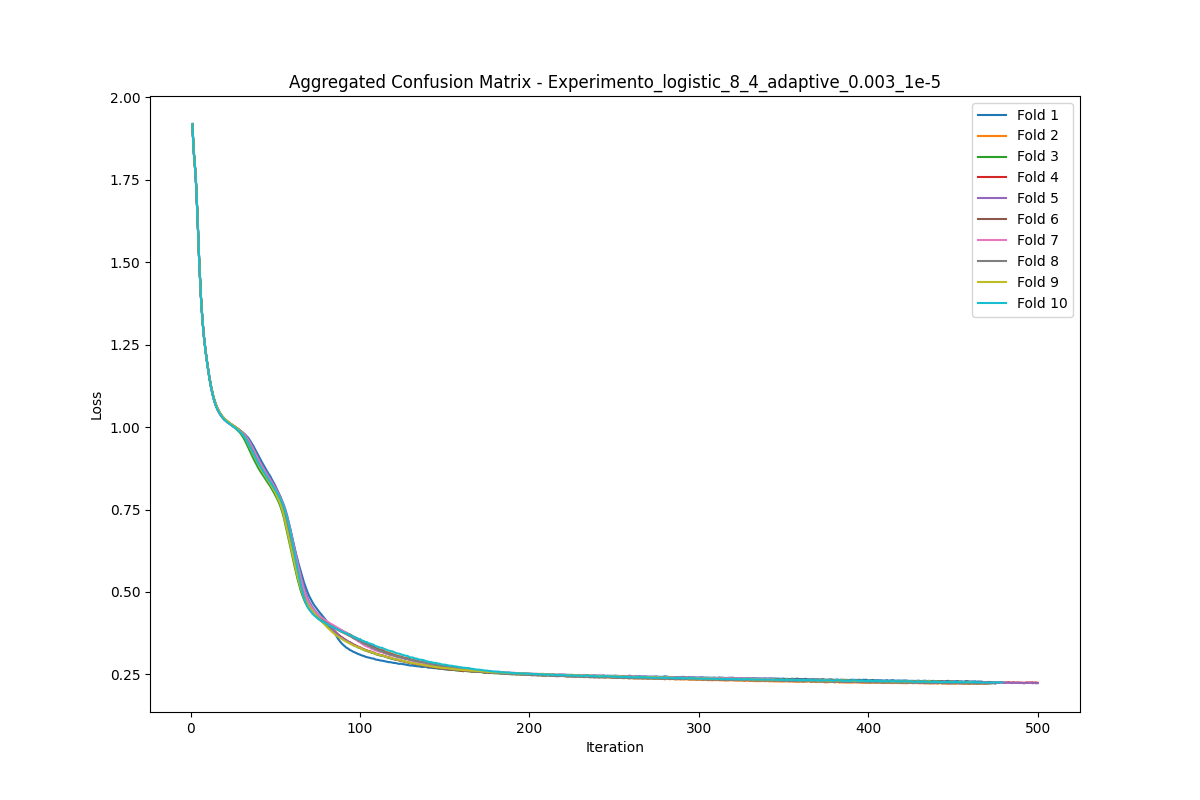 Aggregated Confusion Matrix - Experimento_logistic_8_4_adaptive_0.003_1e-5
2.00
1.75
1.50
1.25
1.00
0.75
0.50
0.25
Loss
Fold 1
Fold 2
Fold 3
Fold 4
Fold 5
Fold 6
Fold 7
Fold 8
Fold 9
Fold 10
0 100 200 300 400 500
Iteration